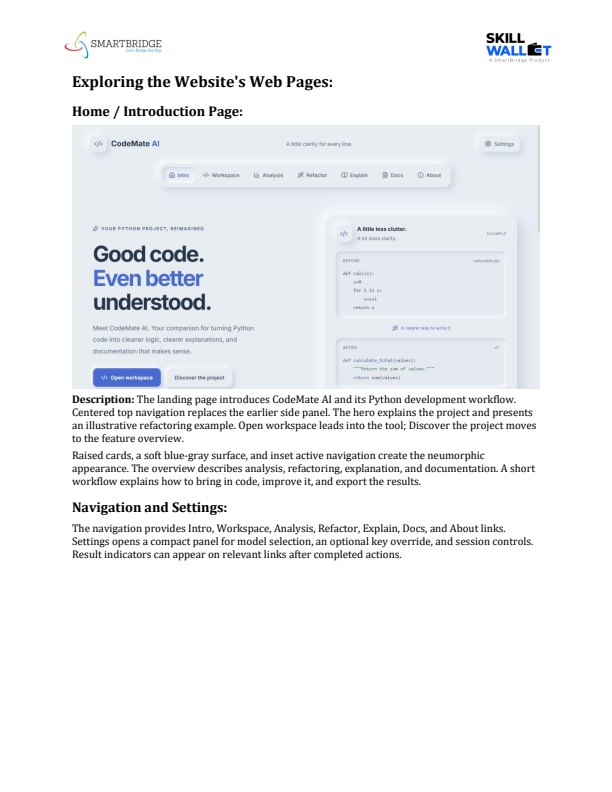 SMARTBRIDGE
Let's Bridge the Gap
SKILL
WALLET
A SmartBridge Product
Exploring the Website's Web Pages:
Home / Introduction Page:
</> CodeMate AI
A little clarity for every line.
Settings
Intro
</> Workspace
Analysis
Refactor
Explain
Docs
About
YOUR PYTHON PROJECT, REIMAGINED
Good code.
Even better
understood.
Meet CodeMate AI. Your companion for turning Python
code into cleaner logic, clearer explanations, and
documentation that makes sense.
</> Open workspace
Discover the project
</>
A little less clutter.
A lot more clarity.
EXAMPLE
BEFORE
calculate.py
def calc(x):
s=0
for i in x:
s=s+i
return s
A clearer way to write it
AFTER
def calculate_total(values):
"""Return the sum of values."""
return sum(values)
Description: The landing page introduces CodeMate AI and its Python development workflow.
Centered top navigation replaces the earlier side panel. The hero explains the project and presents
an illustrative refactoring example. Open workspace leads into the tool; Discover the project moves
to the feature overview.
Raised cards, a soft blue-gray surface, and inset active navigation create the neumorphic
appearance. The overview describes analysis, refactoring, explanation, and documentation. A short
workflow explains how to bring in code, improve it, and export the results.
Navigation and Settings:
The navigation provides Intro, Workspace, Analysis, Refactor, Explain, Docs, and About links.
Settings opens a compact panel for model selection, an optional key override, and session controls.
Result indicators can appear on relevant links after completed actions.